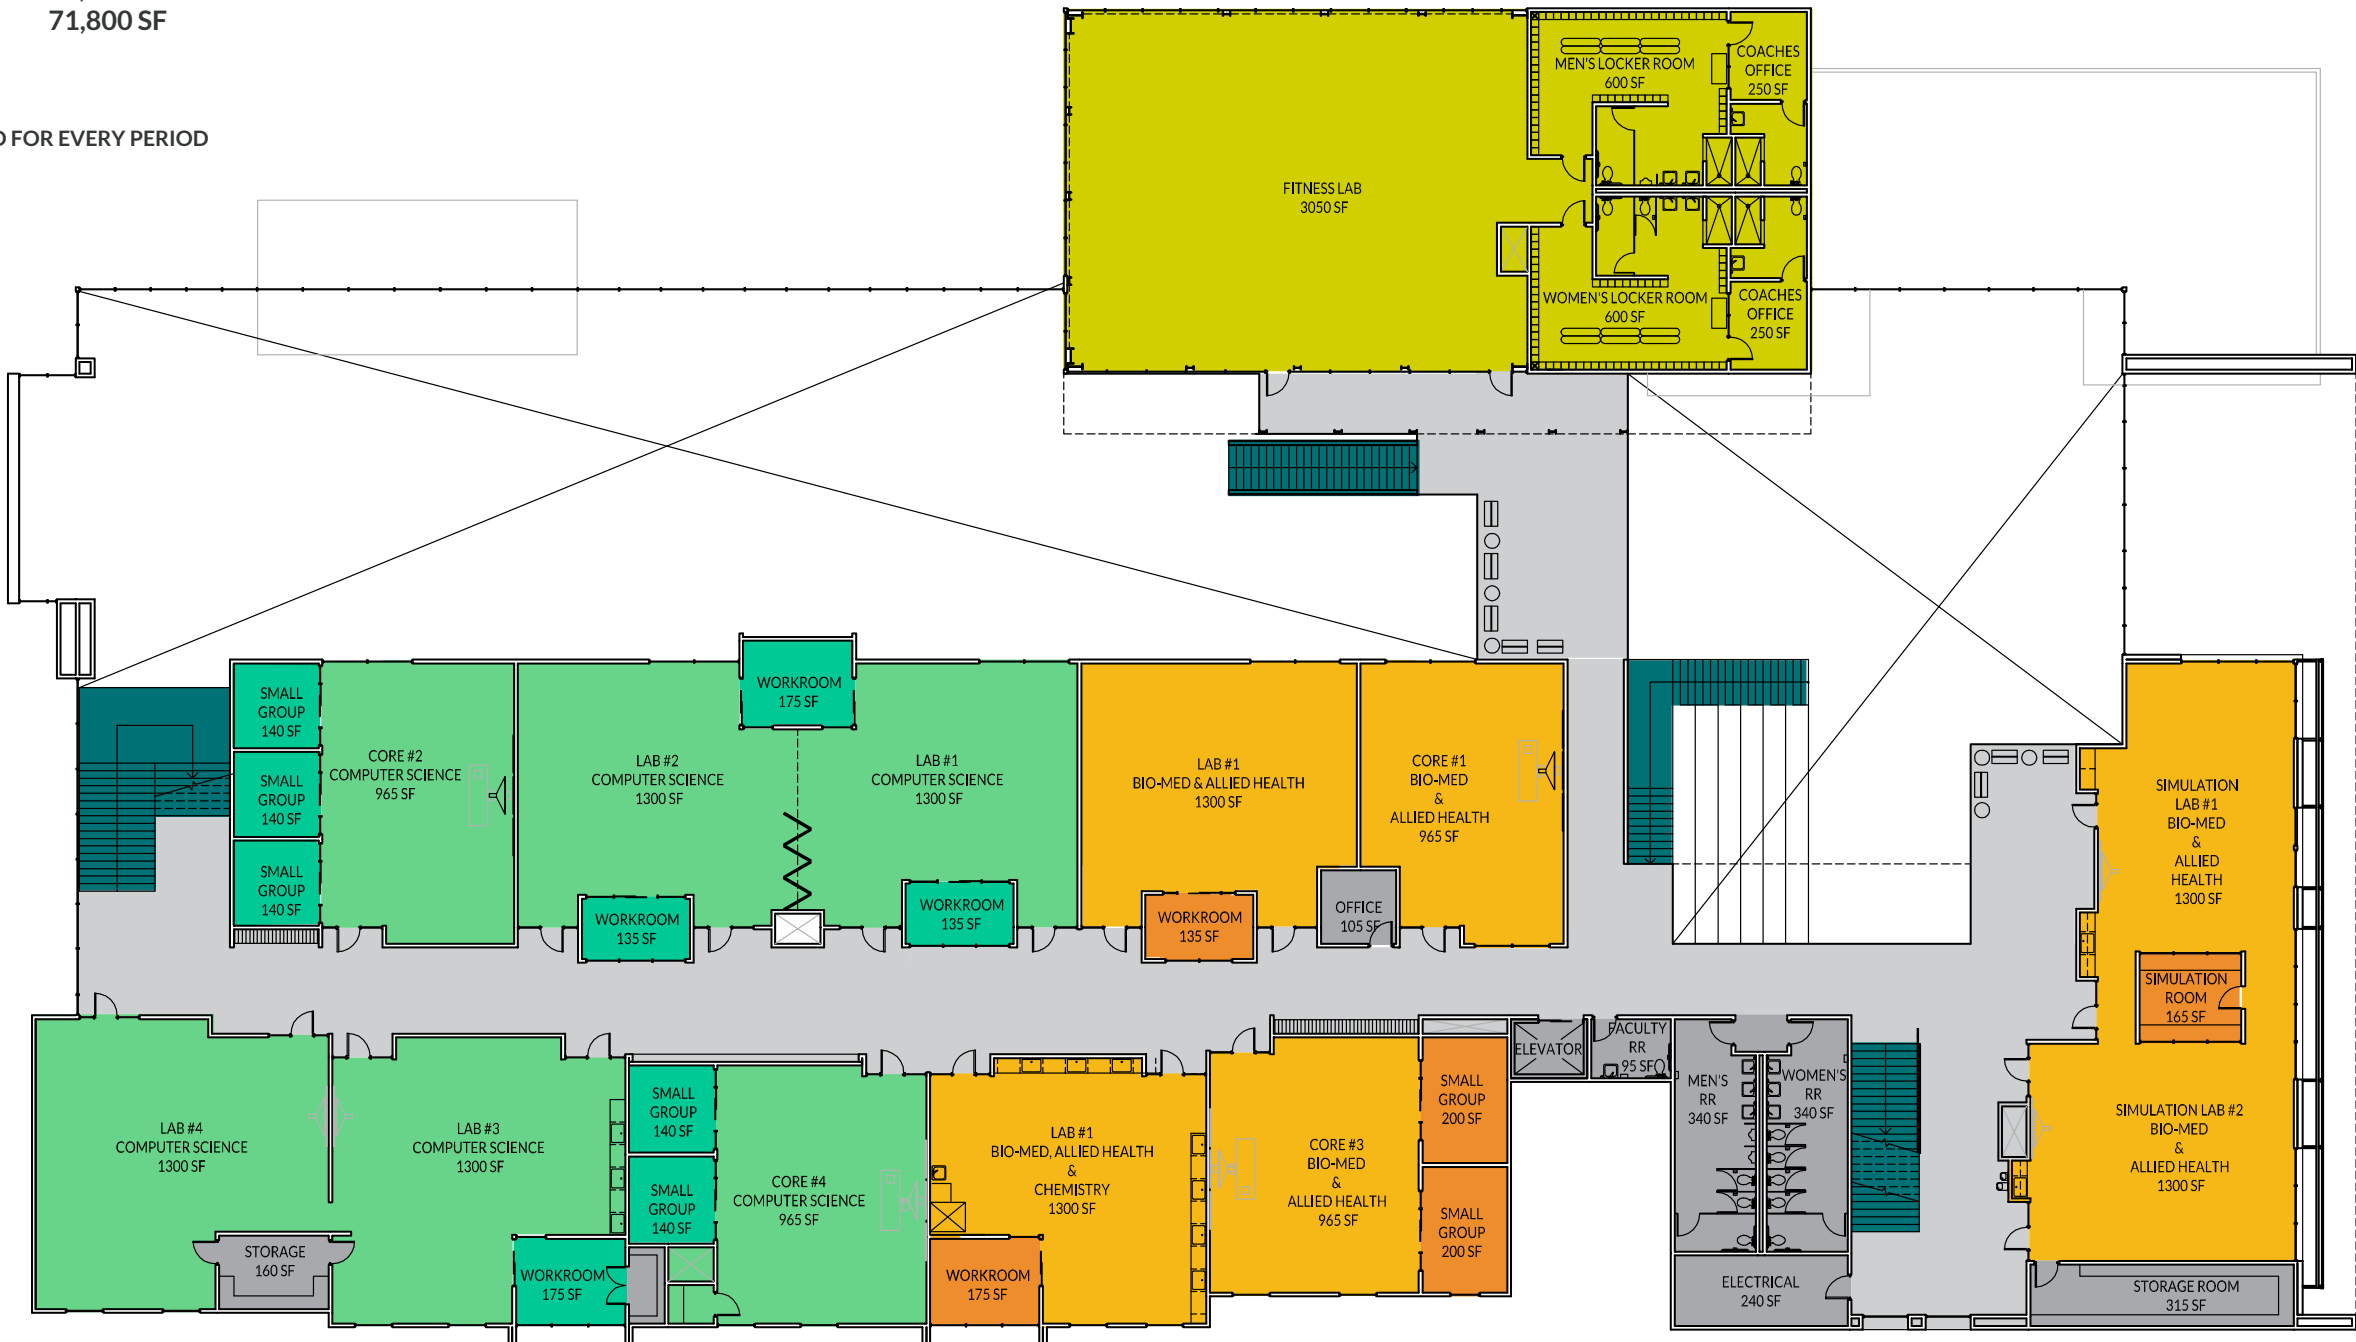 71,800 SF
FOR EVERY PERIOD
MEN'S LOCKER ROOM
600 SF
COACHES
OFFICE
250 SF
FITNESS LAB
3050 SF
WOMEN'S LOCKER ROOM
600 SF
COACHES
OFFICE
250 SF
SMALL
GROUP
140 SF
SMALL
GROUP
140 SF
SMALL
GROUP
140 SF
CORE #2
COMPUTER SCIENCE
965 SF
LAB #2
COMPUTER SCIENCE
1300 SF
WORKROOM
175 SF
LAB #1
COMPUTER SCIENCE
1300 SF
WORKROOM
135 SF
WORKROOM
135 SF
LAB #1
BIO-MED & ALLIED HEALTH
1300 SF
WORKROOM
135 SF
OFFICE
105 SF
CORE #1
BIO-MED
&
ALLIED HEALTH
965 SF
SIMULATION
LAB #1
BIO-MED
&
ALLIED
HEALTH
1300 SF
SIMULATION
ROOM
165 SF
LAB #4
COMPUTER SCIENCE
1300 SF
STORAGE
160 SF
LAB #3
COMPUTER SCIENCE
1300 SF
WORKROOM
175 SF
SMALL
GROUP
140 SF
SMALL
GROUP
140 SF
CORE #4
COMPUTER SCIENCE
965 SF
LAB #1
BIO-MED, ALLIED HEALTH
&
CHEMISTRY
1300 SF
WORKROOM
175 SF
CORE #3
BIO-MED
&
ALLIED HEALTH
965 SF
SMALL
GROUP
200 SF
SMALL
GROUP
200 SF
ELEVATOR
FACULTY
RR
95 SF
MEN'S
RR
340 SF
WOMEN'S
RR
340 SF
ELECTRICAL
240 SF
SIMULATION LAB #2
BIO-MED
&
ALLIED HEALTH
1300 SF
STORAGE ROOM
315 SF